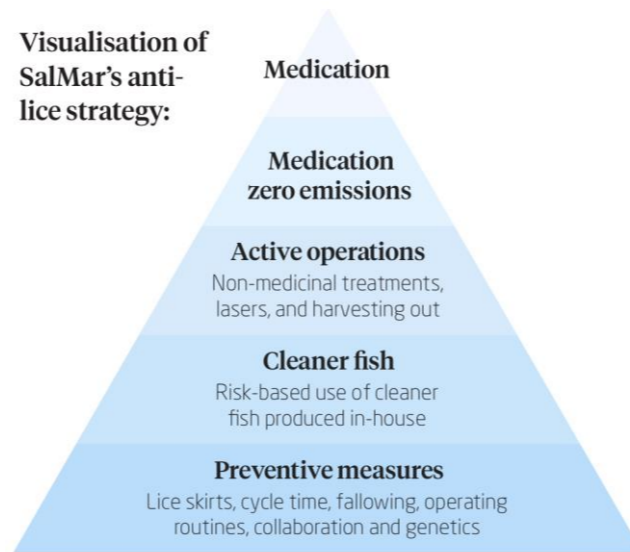 Visualisation of
SalMar's anti-
lice strategy:
Medication
Medication
zero emissions
Active operations
Non-medicinal treatments,
lasers, and harvesting out
Cleaner fish
Risk-based use of cleaner
fish produced in-house
Preventive measures
Lice skirts, cycle time, fallowing, operating
routines, collaboration and genetics